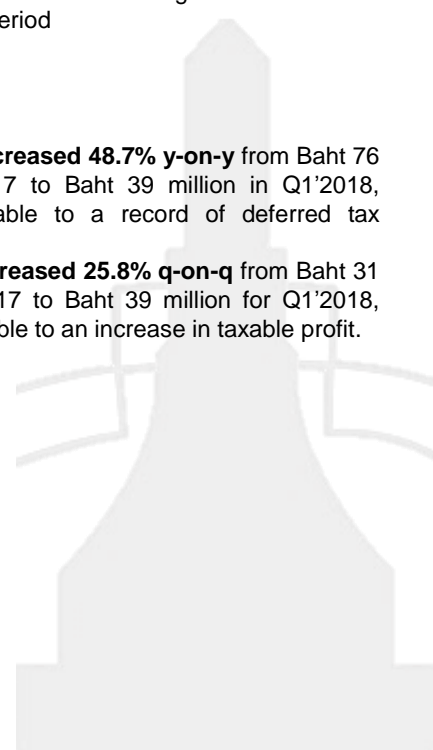 eriod
creased 48.7% y-on-y from Baht 76
7 to Baht 39 million in Q1'2018,
able to a record of deferred tax
creased 25.8% q-on-q from Baht 31
17 to Baht 39 million for Q1'2018,
ble to an increase in taxable profit.